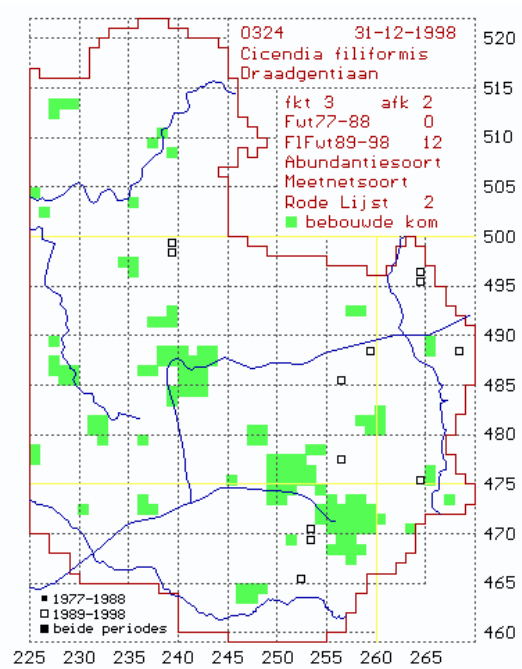 0324 31-12-1998
Cicendia filiformis
Draadgentiaan
fkt 3 afk 2
Fwt77-88 0
FlFwt89-98 12
Abundantiesoort
Meetnetsoort
Rode Lijst 2
bebouwde kom
520
515
510
505
500
495
490
485
480
475
470
465
460
1977-1988
1989-1998
beide periodes
225 230 235 240 245 250 255 260 265